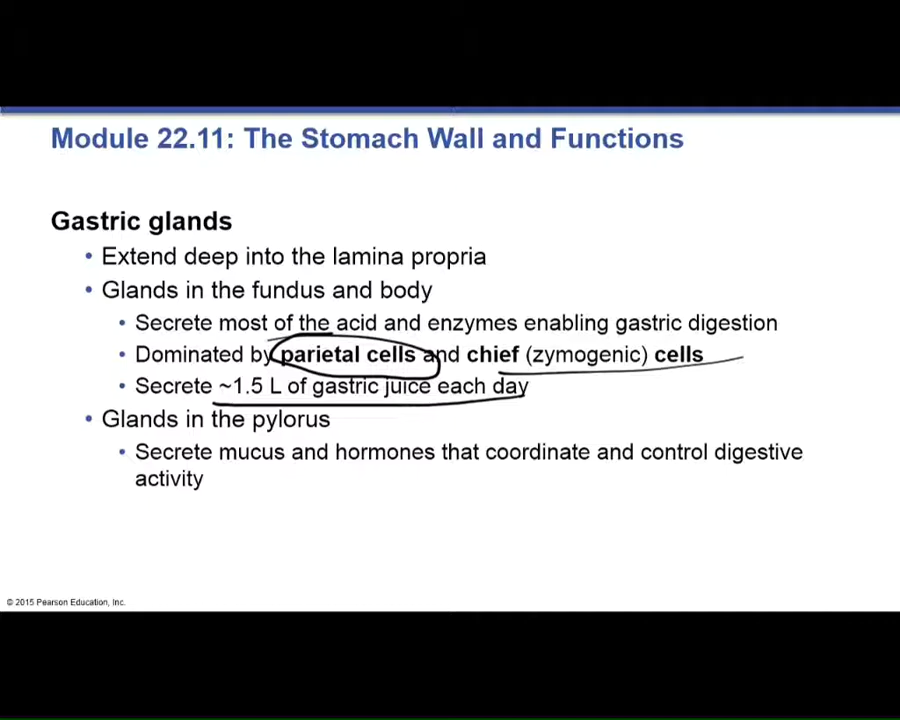 Module 22.11: The Stomach Wall and Functions
Gastric glands
• Extend deep into the lamina propria
• Glands in the fundus and body
• Secrete most of the acid and enzymes enabling gastric digestion
• Dominated by parietal cells and chief (zymogenic) cells
• Secrete ~1.5 L of gastric juice each day
• Glands in the pylorus
• Secrete mucus and hormones that coordinate and control digestive
activity
© 2015 Pearson Education, Inc.